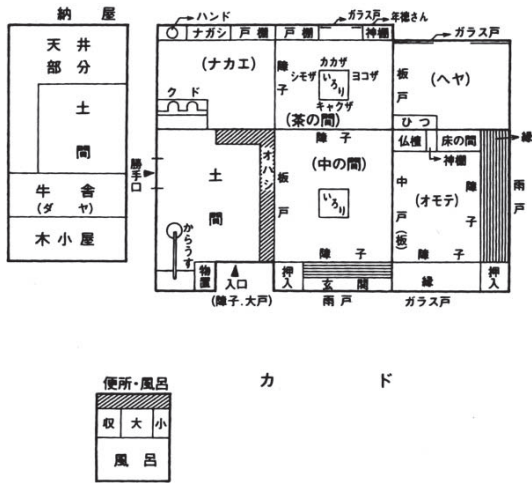 納屋
天井
部分
土間
牛舎
(ダヤ)
木小屋
ハンド
ナガシ
戸棚
戸棚
ガラス戸
年徳さん
神棚
ガラス戸
(ナカエ)
障子
カカザ
シモザ
いろり
ヨコザ
キャクザ
(茶の間)
板戸
(ヘヤ)
クド
ひつ
仏壇
床の間
神棚
縁
雨戸
勝手口
土間
オハシ
板戸
障子
(中の間)
いろり
障子
中戸(板)
障子
(オモテ)
障子
からうす
物置
入口
(障子.大戸)
押入
玄関
雨戸
縁
ガラス戸
押入
カド
便所・風呂
収
大
小
風呂